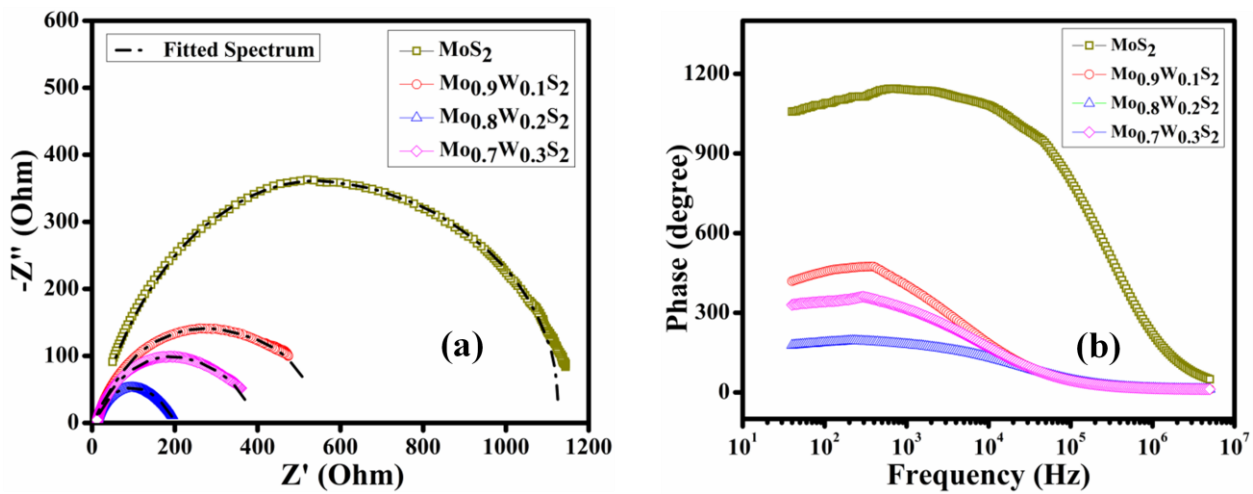 600
500
400
300
200
100
0
-Z'' (Ohm)
Fitted Spectrum
MoS2
Mo0.9W0.1S2
Mo0.8W0.2S2
Mo0.7W0.3S2
(a)
0 200 400 600 800 1000 1200
Z' (Ohm)
1200
900
600
300
0
Phase (degree)
MoS2
Mo0.9W0.1S2
Mo0.8W0.2S2
Mo0.7W0.3S2
(b)
10^1 10^2 10^3 10^4 10^5 10^6 10^7
Frequency (Hz)